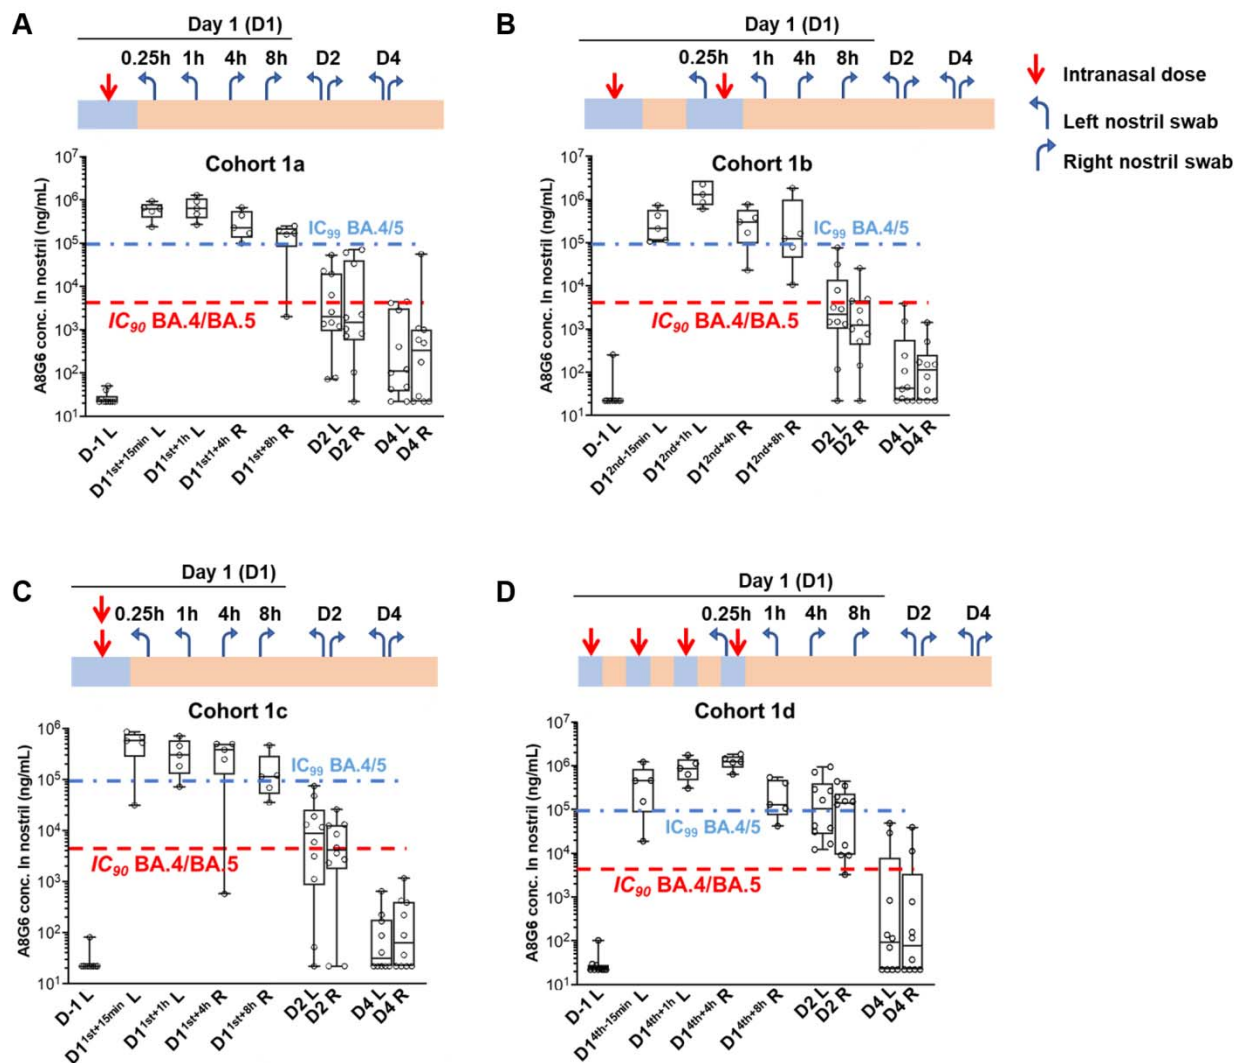 A
Day 1 (D1)
0.25h 1h 4h 8h D2 D4
Cohort 1a
A8G6 conc. In nostril (ng/mL)
10^7
10^6
10^5
10^4
10^3
10^2
10^1
IC99 BA.4/5
IC90 BA.4/BA.5
D-1 L
D1^1st+15min L
D1^1st+1h L
D1^1st1+4h R
D1^1st+8h R
D2 L
D2 R
D4 L
D4 R
B
Day 1 (D1)
0.25h 1h 4h 8h D2 D4
Cohort 1b
A8G6 conc. In nostril (ng/mL)
10^7
10^6
10^5
10^4
10^3
10^2
10^1
IC99 BA.4/5
IC90 BA.4/BA.5
D-1 L
D1^2nd-15min L
D1^2nd+1h L
D1^2nd+4h R
D1^2nd+8h R
D2 L
D2 R
D4 L
D4 R
Intranasal dose
Left nostril swab
Right nostril swab
C
Day 1 (D1)
0.25h 1h 4h 8h D2 D4
Cohort 1c
A8G6 conc. In nostril (ng/mL)
10^6
10^5
10^4
10^3
10^2
10^1
IC99 BA.4/5
IC90 BA.4/BA.5
D-1 L
D1^1st+15min L
D1^1st+1h L
D1^1st+4h R
D1^1st+8h R
D2 L
D2 R
D4 L
D4 R
D
Day 1 (D1)
0.25h 1h 4h 8h D2 D4
Cohort 1d
A8G6 conc. In nostril (ng/mL)
10^7
10^6
10^5
10^4
10^3
10^2
10^1
IC99 BA.4/5
IC90 BA.4/BA.5
D-1 L
D1^4th-15min L
D1^4th+1h L
D1^4th+4h R
D1^4th+8h R
D2 L
D2 R
D4 L
D4 R